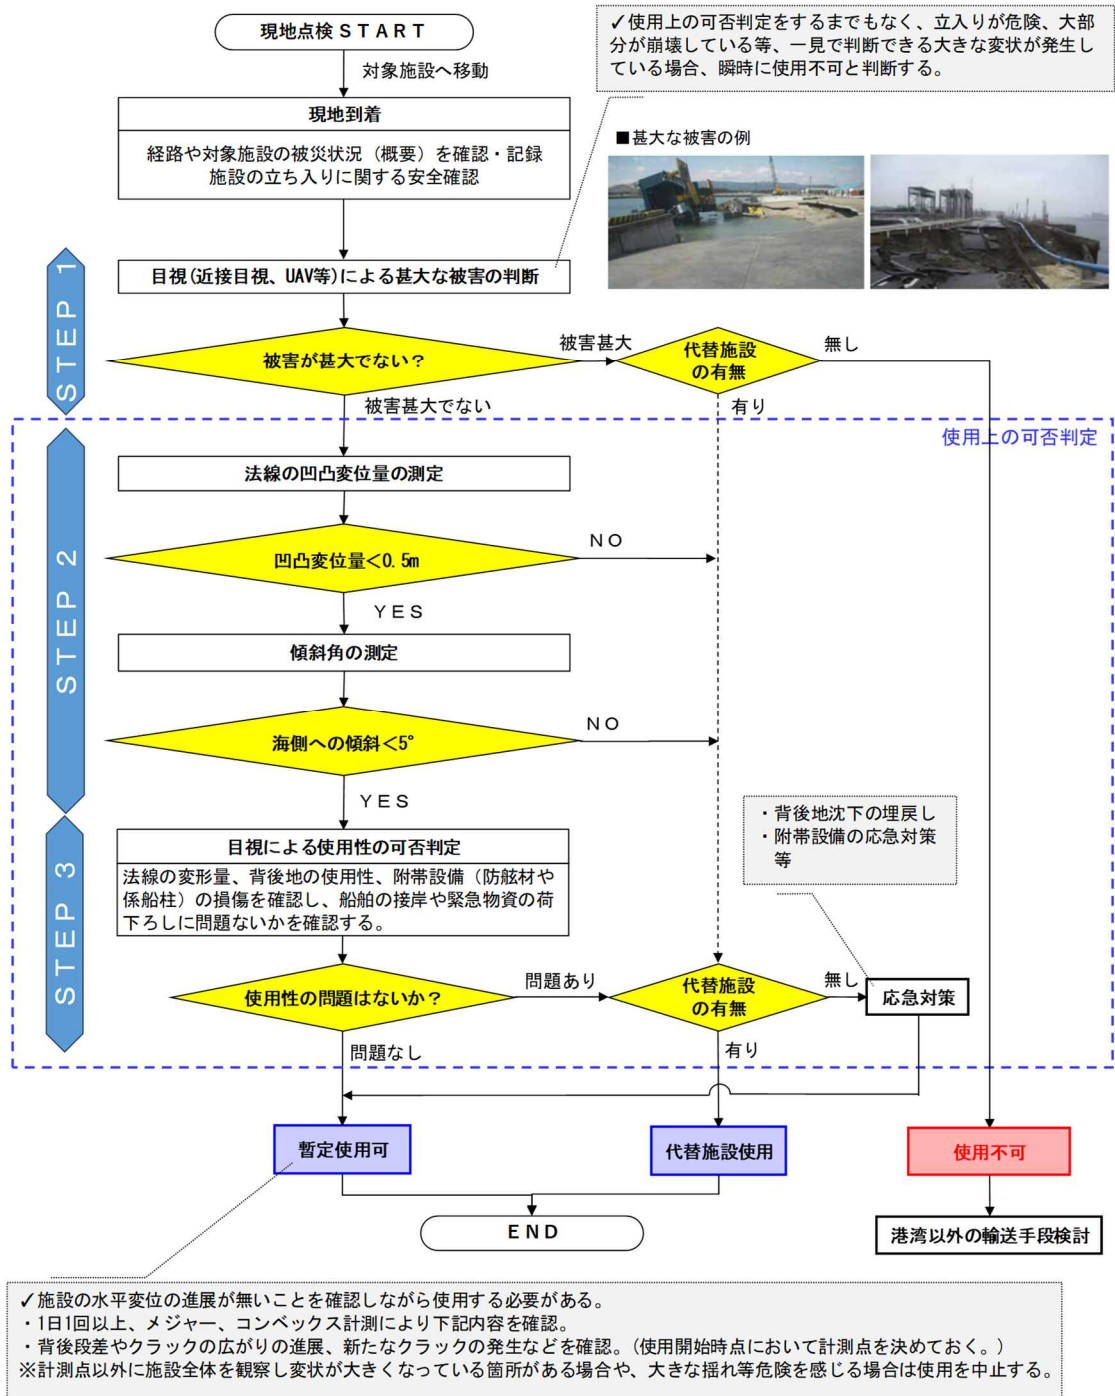 現地点検 START
対象施設へ移動
✓使用上の可否判定をするまでもなく、立入りが危険、大部
分が崩壊している等、一見で判断できる大きな変状が発生し
ている場合、瞬時に使用不可と判断する。
現地到着
経路や対象施設の被災状況（概要）を確認・記録
施設の立ち入りに関する安全確認
■甚大な被害の例
STEP 1
目視(近接目視、UAV等)による甚大な被害の判断
被害が甚大でない？
被害甚大
代替施設
の有無
無し
被害甚大でない
有り
使用上の可否判定
STEP 2
法線の凹凸変位量の測定
凹凸変位量<0.5m
NO
YES
傾斜角の測定
海側への傾斜<5°
NO
YES
STEP 3
目視による使用性の可否判定
法線の変形量、背後地の使用性、附帯設備（防舷材や
係船柱）の損傷を確認し、船舶の接岸や緊急物資の荷
下ろしに問題ないかを確認する。
・背後地沈下の埋戻し
・附帯設備の応急対策
等
使用性の問題はないか？
問題あり
代替施設
の有無
無し
応急対策
問題なし
有り
暫定使用可
代替施設使用
使用不可
END
港湾以外の輸送手段検討
✓施設の水平変位の進展が無いことを確認しながら使用する必要がある。
・1日1回以上、メジャー、コンベックス計測により下記内容を確認。
・背後段差やクラックの広がりの進展、新たなクラックの発生などを確認。(使用開始時点において計測点を決めておく。)
※計測点以外に施設全体を観察し変状が大きくなっている箇所がある場合や、大きな揺れ等危険を感じる場合は使用を中止する。